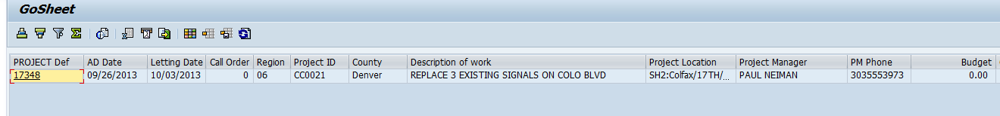 GoSheet
PROJECT Def AD Date Letting Date Call Order Region Project ID County Description of work Project Location Project Manager PM Phone Budget
17348 09/26/2013 10/03/2013 0 06 CC0021 Denver REPLACE 3 EXISTING SIGNALS ON COLO BLVD SH2:Colfax/17TH/... PAUL NEIMAN 3035553973 0.00